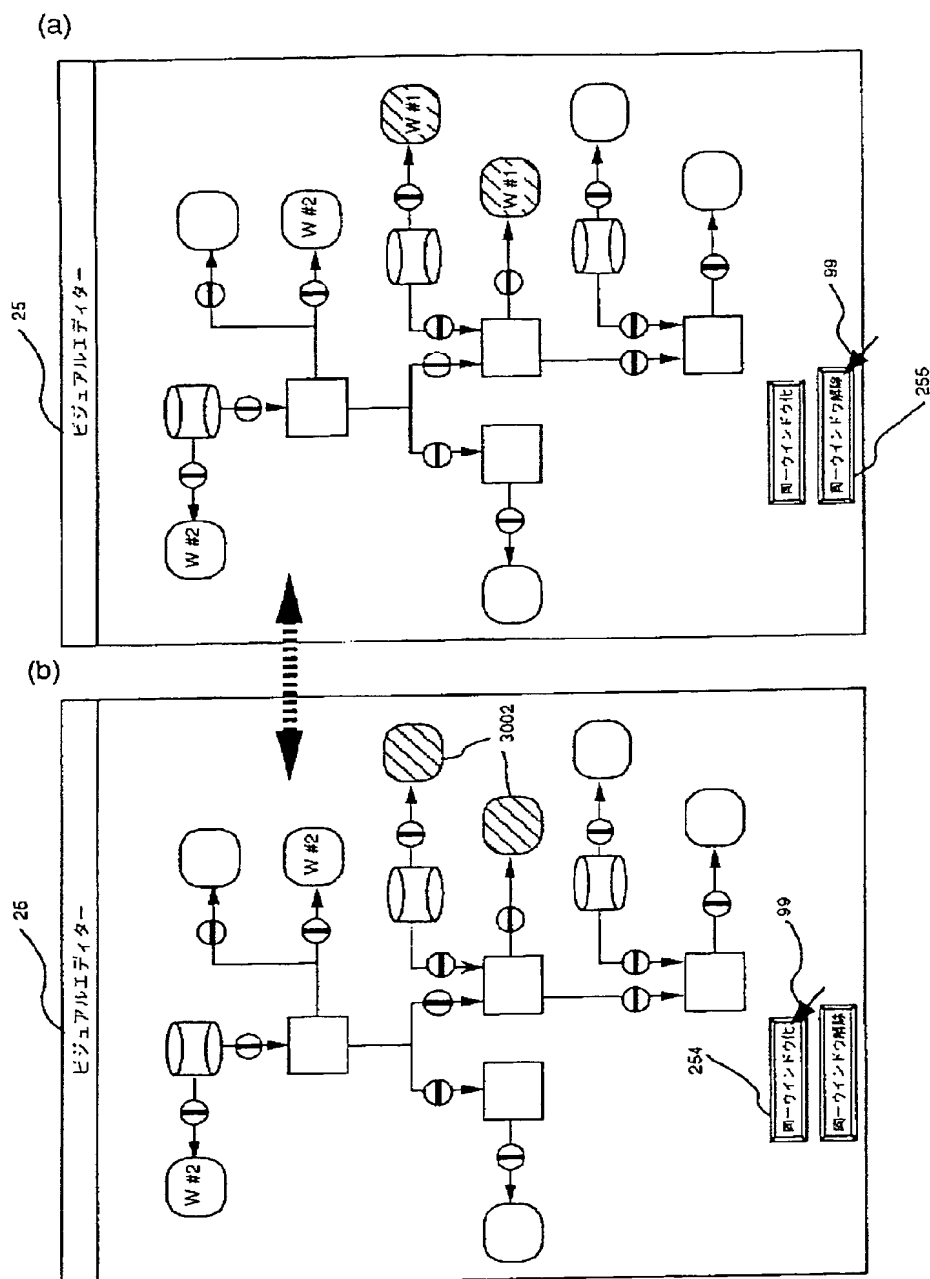 (a)
25
ビジュアルエディター
W #2
W #2
W #1
W #1
同一ウインドウ化
同一ウインドウ解除
99
255
(b)
25
ビジュアルエディター
W #2
W #2
3002
254
同一ウインドウ化
同一ウインドウ解除
99